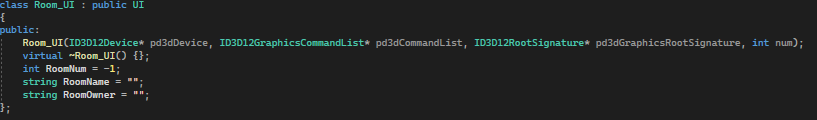 class Room_UI : public UI
{
public:
    Room_UI(ID3D12Device* pd3dDevice, ID3D12GraphicsCommandList* pd3dCommandList, ID3D12RootSignature* pd3dGraphicsRootSignature, int num);
    virtual ~Room_UI() {};
    int RoomNum = -1;
    string RoomName = "";
    string RoomOwner = "";
};